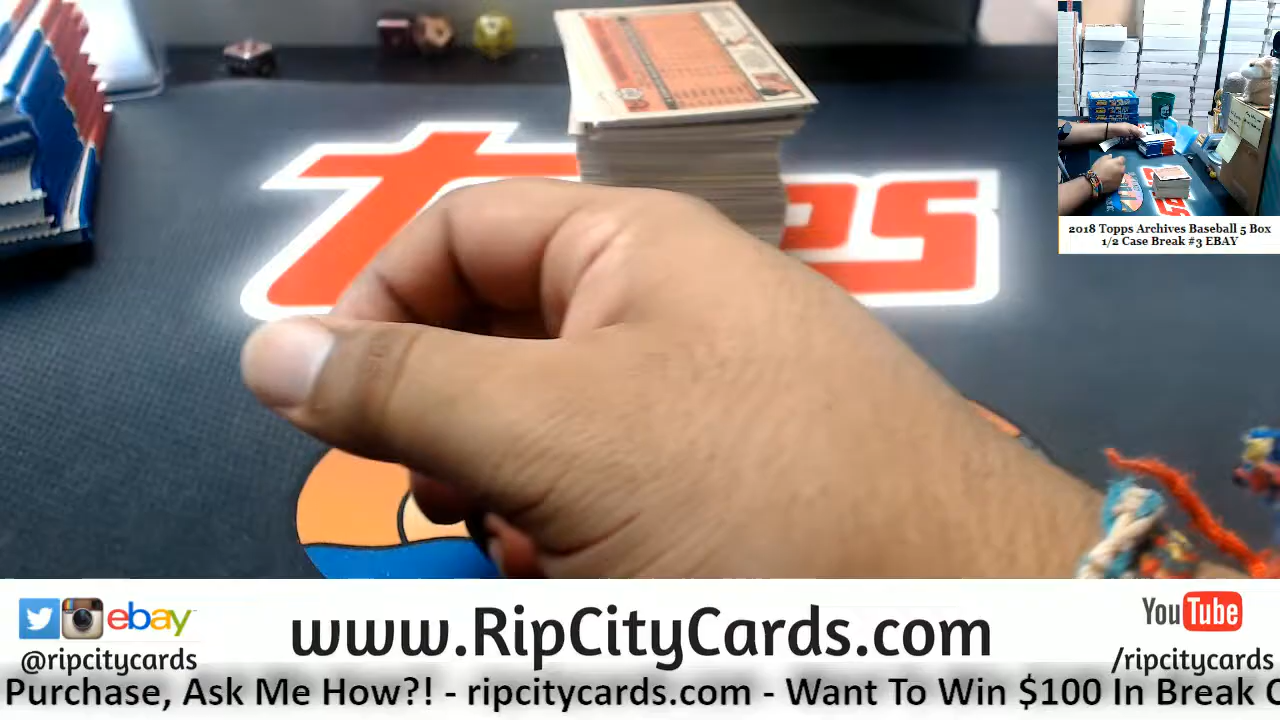 2018 Topps Archives Baseball 5 Box
1/2 Case Break #3 EBAY
ebay
www.RipCityCards.com
YouTube
@ripcitycards
/ripcitycards
Purchase, Ask Me How?! - ripcitycards.com - Want To Win $100 In Break